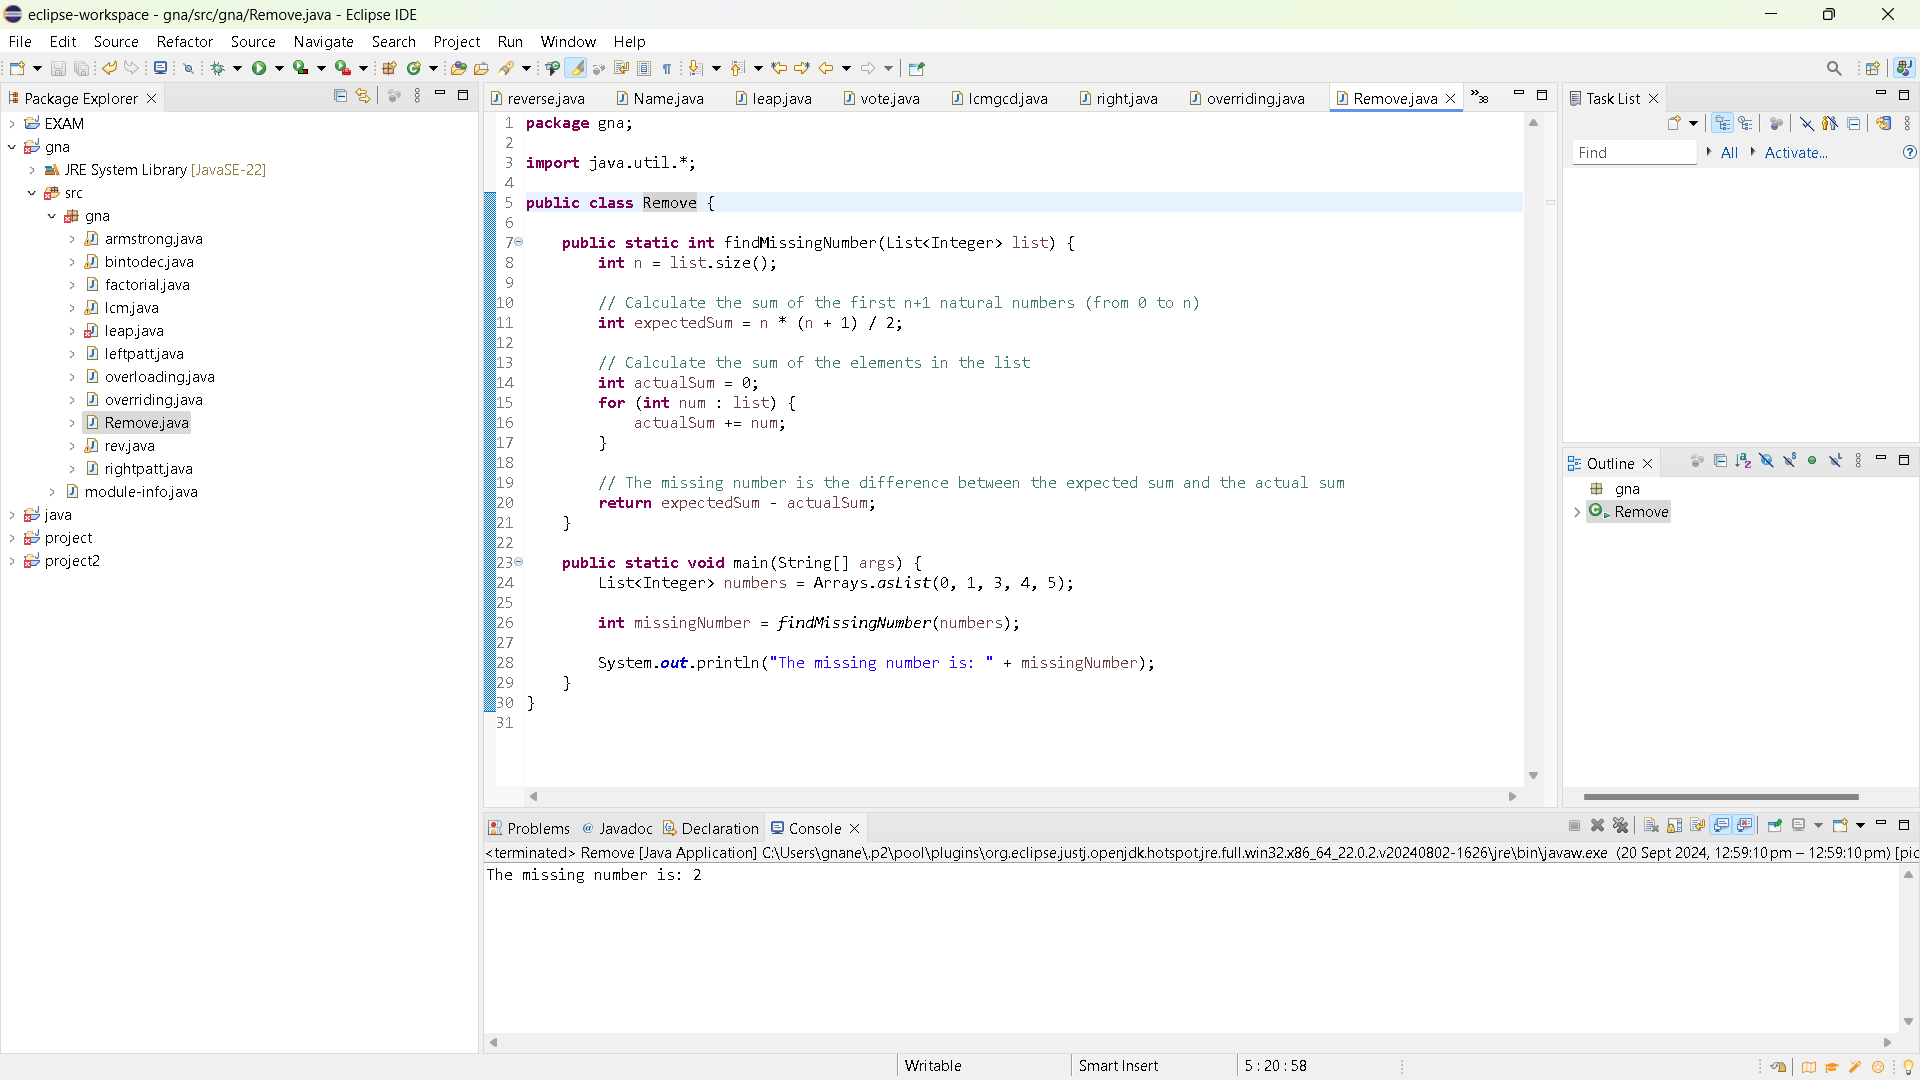 eclipse-workspace - gna/src/gna/Remove.java - Eclipse IDE
File Edit Source Refactor Source Navigate Search Project Run Window Help
Package Explorer
EXAM
gna
JRE System Library [JavaSE-22]
src
gna
armstrong.java
bintodec.java
factorial.java
lcm.java
leap.java
leftpatt.java
overloading.java
overriding.java
Remove.java
rev.java
rightpatt.java
module-info.java
java
project
project2
reverse.java Name.java leap.java vote.java lcmgcd.java right.java overriding.java Remove.java »38
1 package gna;
2
3 import java.util.*;
4
5 public class Remove {
6
7 public static int findMissingNumber(List<Integer> list) {
8 int n = list.size();
9
10 // Calculate the sum of the first n+1 natural numbers (from 0 to n)
11 int expectedSum = n * (n + 1) / 2;
12
13 // Calculate the sum of the elements in the list
14 int actualSum = 0;
15 for (int num : list) {
16 actualSum += num;
17 }
18
19 // The missing number is the difference between the expected sum and the actual sum
20 return expectedSum - actualSum;
21 }
22
23 public static void main(String[] args) {
24 List<Integer> numbers = Arrays.asList(0, 1, 3, 4, 5);
25
26 int missingNumber = findMissingNumber(numbers);
27
28 System.out.println("The missing number is: " + missingNumber);
29 }
30 }
31
Task List
Find All Activate...
Outline
gna
Remove
Problems @ Javadoc Declaration Console
<terminated> Remove [Java Application] C:\Users\gnane\.p2\pool\plugins\org.eclipse.justj.openjdk.hotspot.jre.full.win32.x86_64_22.0.2.v20240802-1626\jre\bin\javaw.exe (20 Sept 2024, 12:59:10 pm – 12:59:10 pm) [pic
The missing number is: 2
Writable Smart Insert 5 : 20 : 58